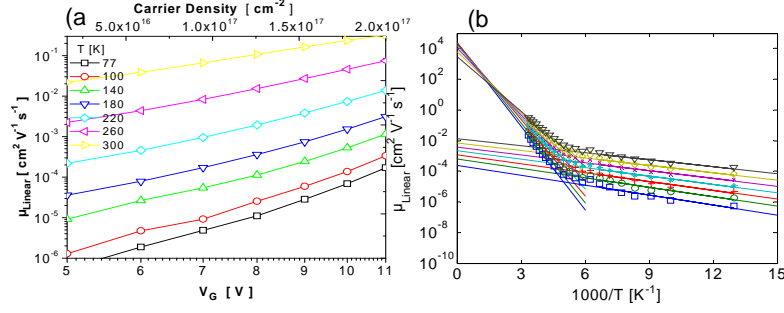 (a
Carrier Density [ cm⁻²]
5.0x10¹⁶ 1.0x10¹⁷ 1.5x10¹⁷ 2.0x10¹⁷
T [K]
77
100
140
180
220
260
300
10⁻¹
10⁻²
10⁻³
10⁻⁴
10⁻⁵
10⁻⁶
μLinear [ cm² V⁻¹ s⁻¹]
5 6 7 8 9 10 11
V_G [ V]
(b
10⁴
10²
10⁰
10⁻²
10⁻⁴
10⁻⁶
10⁻⁸
10⁻¹⁰
μLinear [cm² V⁻¹ s⁻¹]
0 3 6 9 12 15
1000/T [K⁻¹]